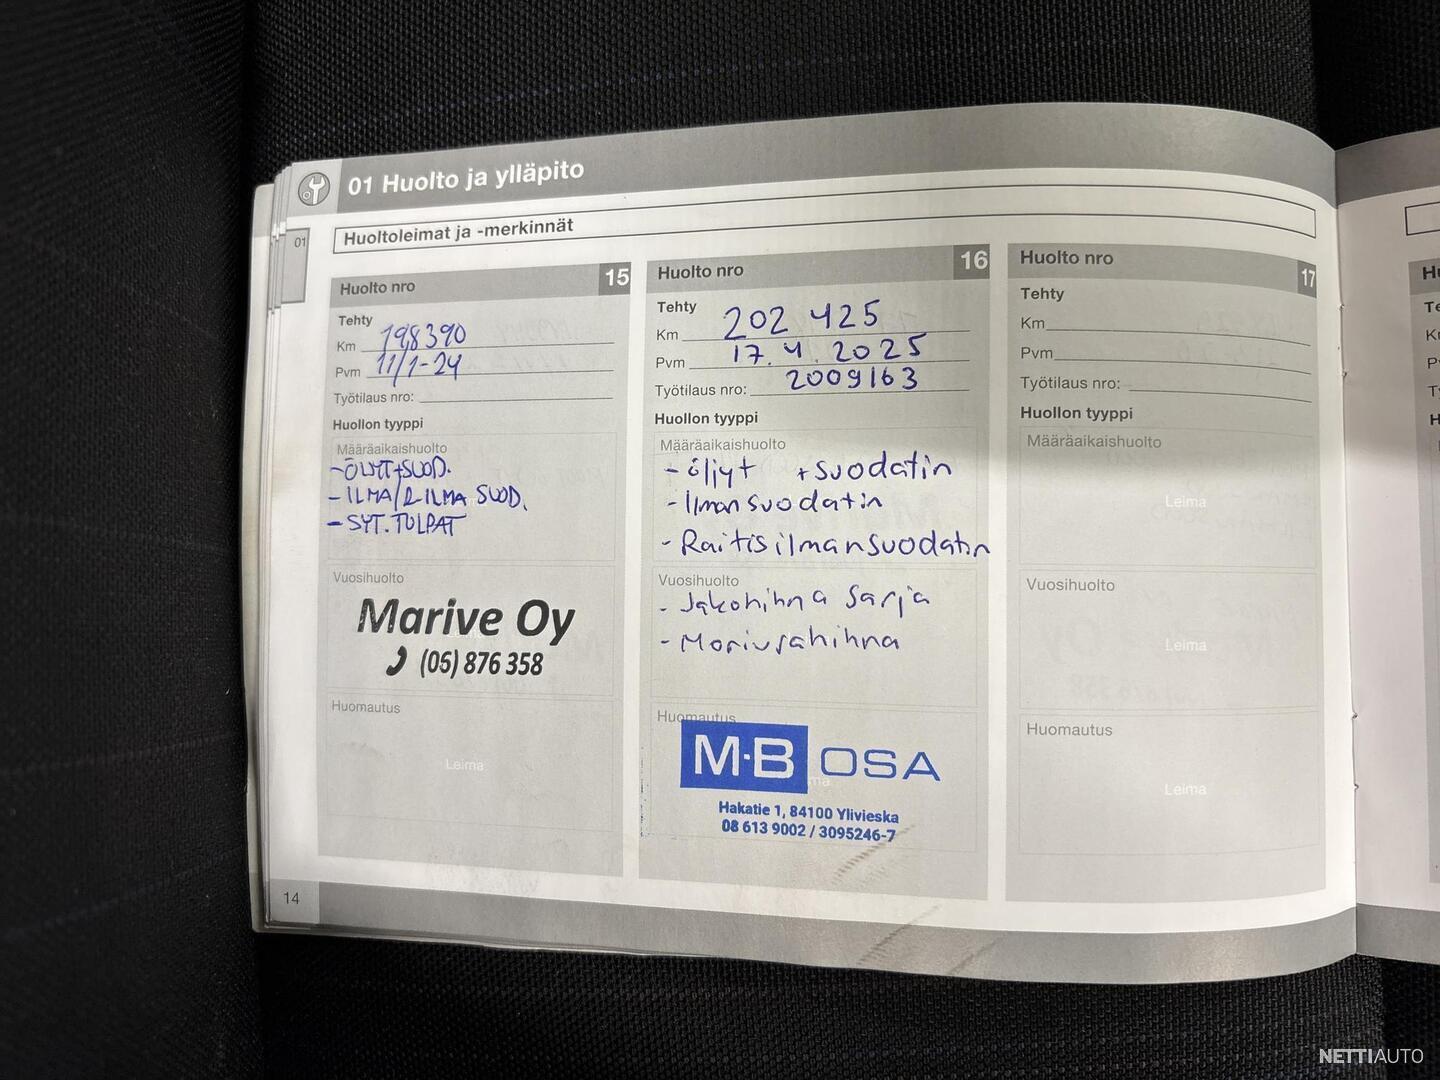 01 Huolto ja ylläpito
01
Huoltoleimat ja -merkinnät
Huolto nro 15
Tehty
Km 198390
Pvm 11/1-24
Työtilaus nro:
Huollon tyyppi
Määräaikaishuolto
- ÖLJYT+SUOD.
- ILMA/R.ILMA SUOD.
- SYT.TULPAT
Vuosihuolto
Marive Oy
(05) 876 358
Huomautus
Leima
14
Huolto nro 16
Tehty
Km 202 425
Pvm 17.4.2025
Työtilaus nro: 2009163
Huollon tyyppi
Määräaikaishuolto
- öljyt + suodatin
- Ilmansuodatin
- Raitisilmansuodatin
Vuosihuolto
- Jakohihna sarja
- Moniurahihna
Huomautus
M·B OSA
Hakatie 1, 84100 Ylivieska
08 613 9002 / 3095246-7
Huolto nro 17
Tehty
Km
Pvm
Työtilaus nro:
Huollon tyyppi
Määräaikaishuolto
Leima
Vuosihuolto
Leima
Huomautus
Leima
NETTIAUTO